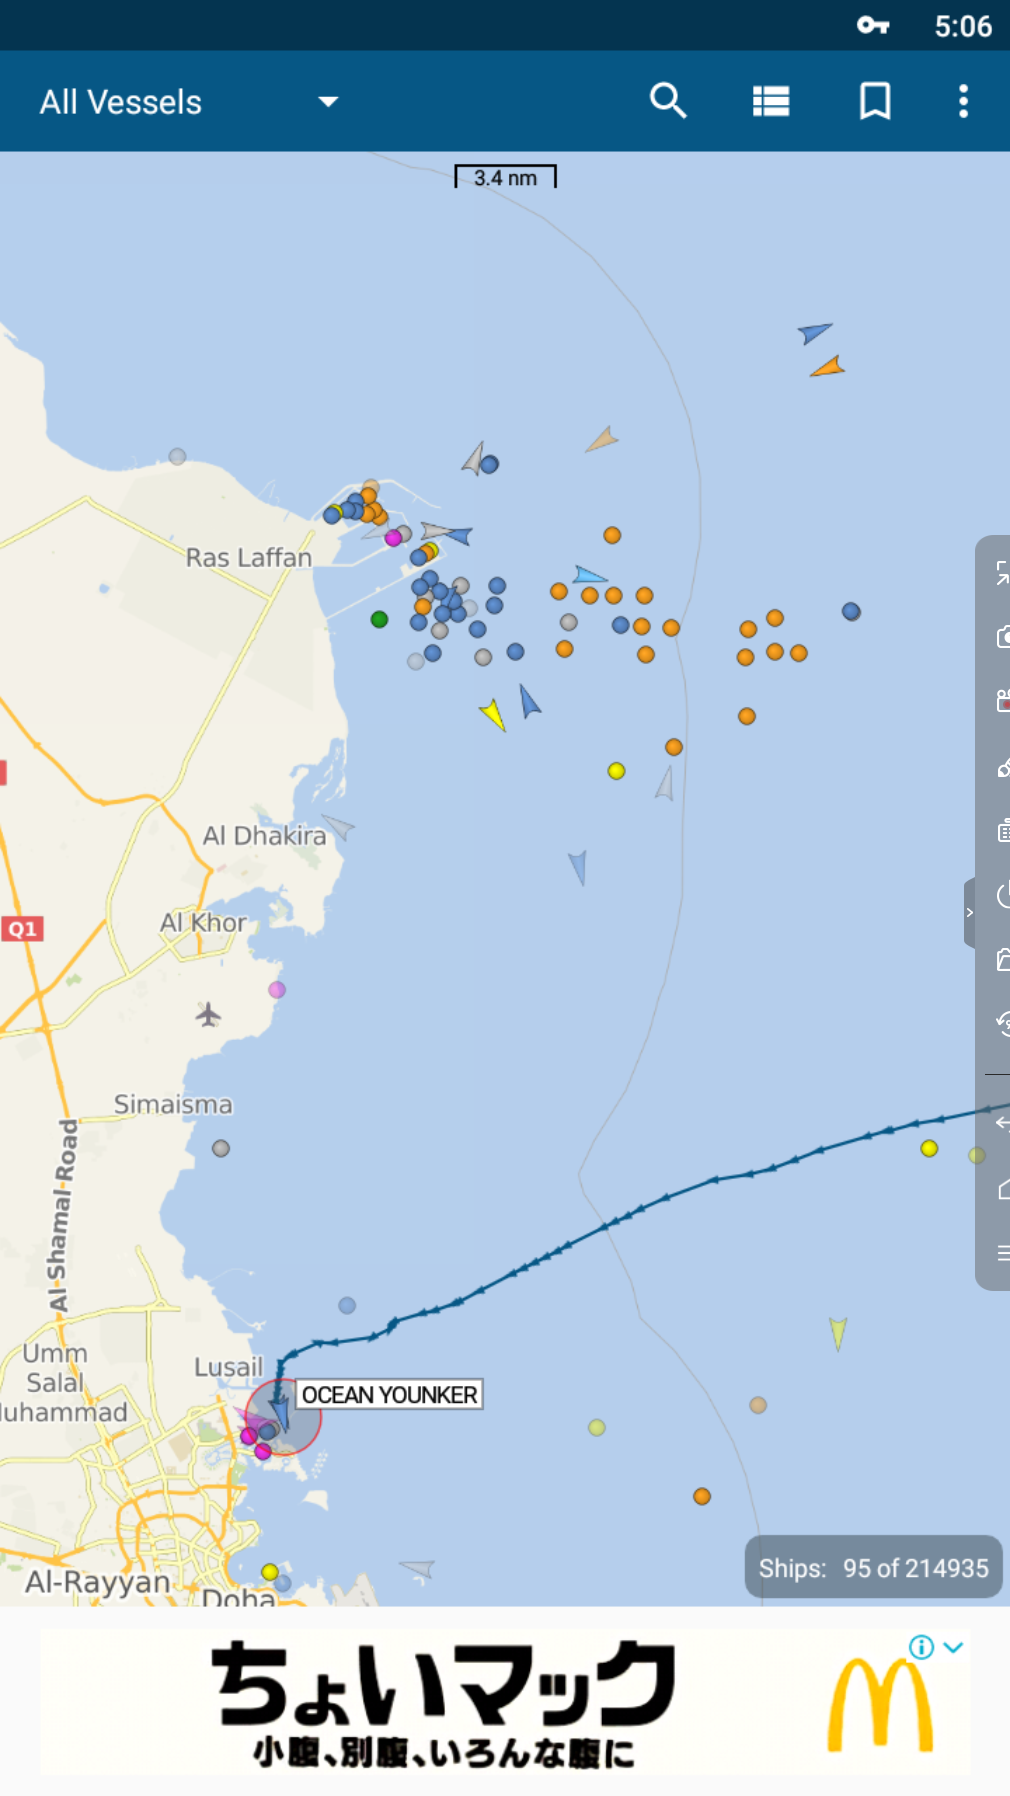 5:06
All Vessels
3.4 nm
Ras Laffan
Al Dhakira
Al Khor
Q1
Simaisma
Al Shamal Road
Umm
Salal
Muhammad
Lusail
OCEAN YOUNKER
Ships: 95 of 214935
Al-Rayyan
Doha
ちょいマック
小腹、別腹、いろんな腹に